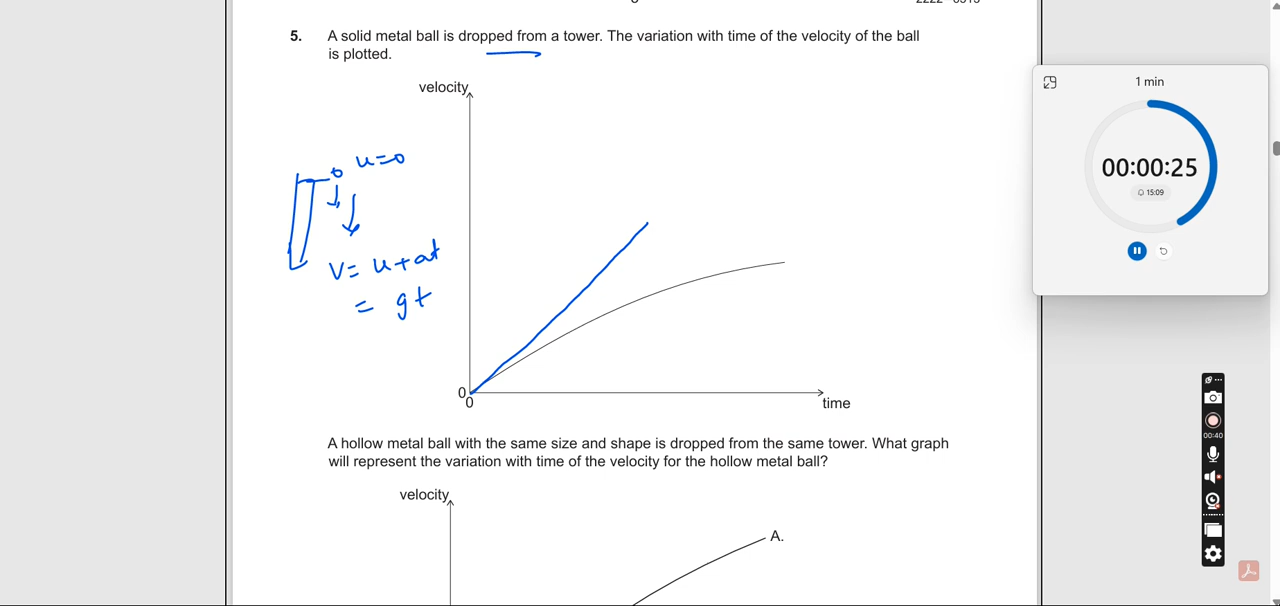 5. A solid metal ball is dropped from a tower. The variation with time of the velocity of the ball
is plotted.
1 min
velocity
u=0
00:00:25
15:09
v= u+at
= gt
0
0
time
00:40
A hollow metal ball with the same size and shape is dropped from the same tower. What graph
will represent the variation with time of the velocity for the hollow metal ball?
velocity
A.